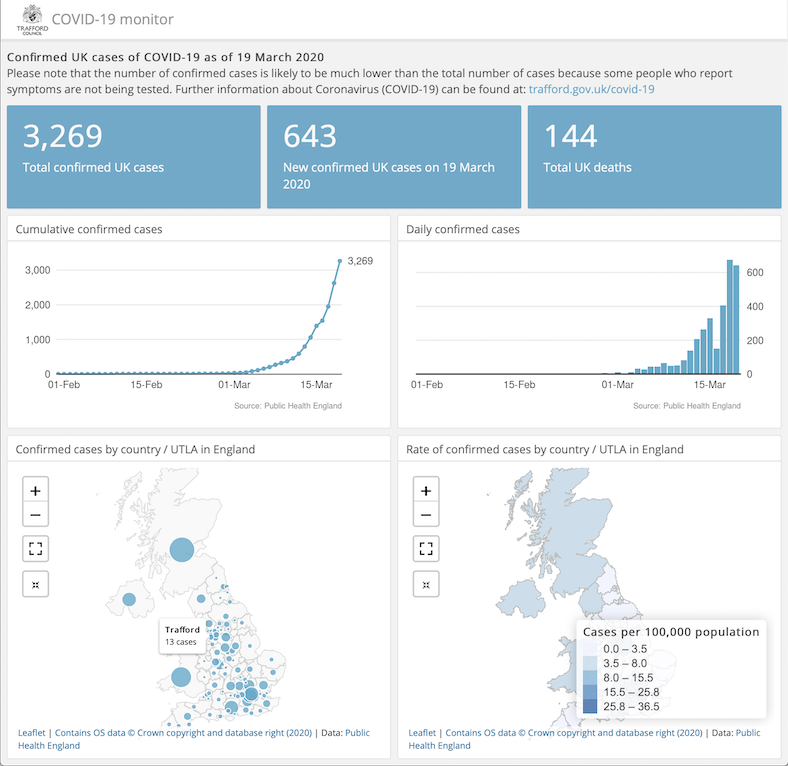 TRAFFORD
COUNCIL
COVID-19 monitor
Confirmed UK cases of COVID-19 as of 19 March 2020
Please note that the number of confirmed cases is likely to be much lower than the total number of cases because some people who report
symptoms are not being tested. Further information about Coronavirus (COVID-19) can be found at: trafford.gov.uk/covid-19
3,269
Total confirmed UK cases
643
New confirmed UK cases on 19 March
2020
144
Total UK deaths
Cumulative confirmed cases
3,269
3,000
2,000
1,000
0
01-Feb 15-Feb 01-Mar 15-Mar
Source: Public Health England
Daily confirmed cases
600
400
200
0
01-Feb 15-Feb 01-Mar 15-Mar
Source: Public Health England
Confirmed cases by country / UTLA in England
+
−
Trafford
13 cases
Leaflet | Contains OS data © Crown copyright and database right (2020) | Data: Public
Health England
Rate of confirmed cases by country / UTLA in England
+
−
Cases per 100,000 population
0.0 – 3.5
3.5 – 8.0
8.0 – 15.5
15.5 – 25.8
25.8 – 36.5
Leaflet | Contains OS data © Crown copyright and database right (2020) | Data: Public
Health England